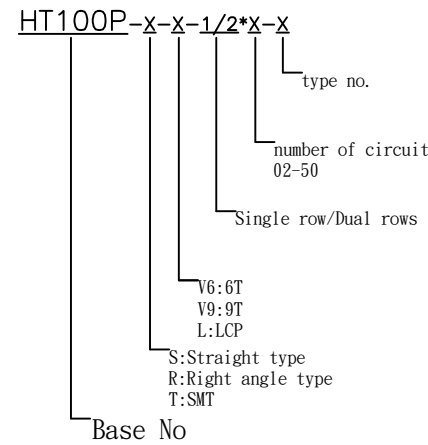 HT100P-X-X-1/2*X-X
type no.
number of circuit
02-50
Single row/Dual rows
V6:6T
V9:9T
L:LCP
S:Straight type
R:Right angle type
T:SMT
Base No